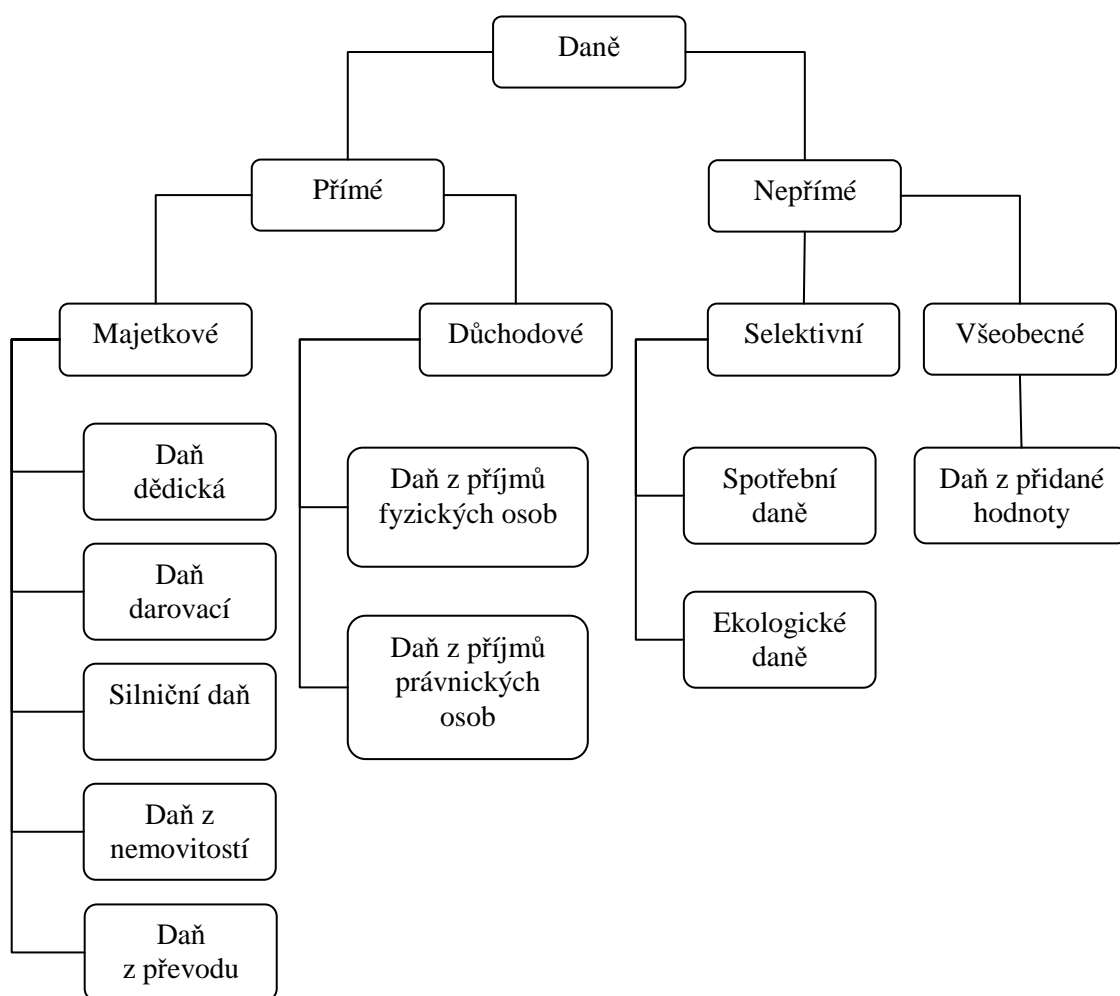 Daně
Přímé
Nepřímé
Majetkové
Důchodové
Selektivní
Všeobecné
Daň
dědická
Daň
darovací
Silniční daň
Daň z
nemovitostí
Daň
z převodu
Daň z příjmů
fyzických osob
Daň z příjmů
právnických
osob
Spotřební
daně
Ekologické
daně
Daň z přidané
hodnoty